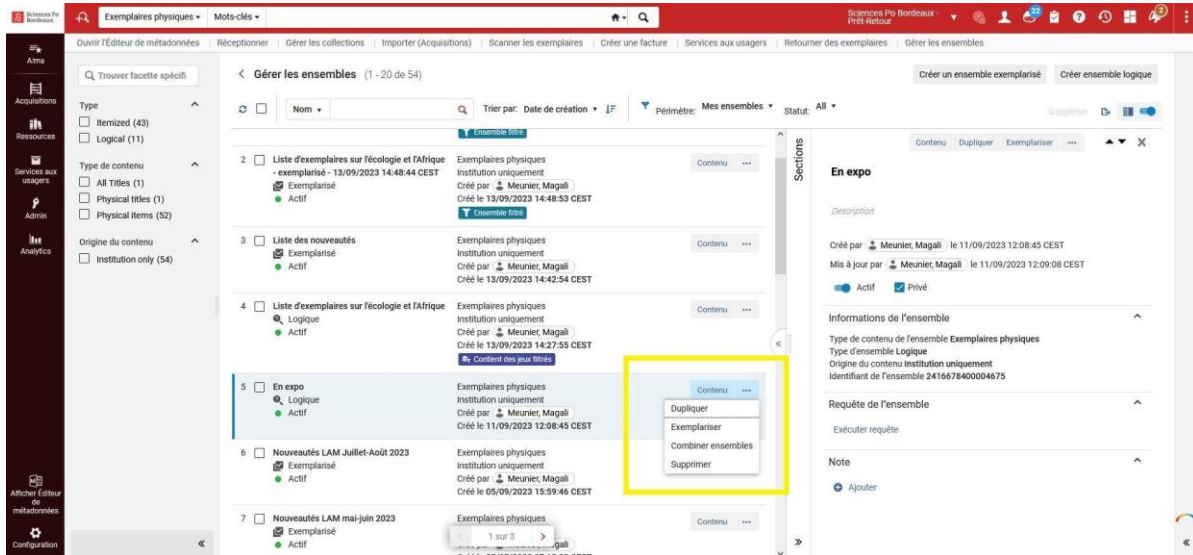 Sciences Po Bordeaux
Exemplaires physiques
Mots-clés
Sciences Po Bordeaux -
Prêt-Retour
22
2
Ouvrir l'Éditeur de métadonnées
Réceptionner
Gérer les collections
Importer (Acquisitions)
Scanner les exemplaires
Créer une facture
Services aux usagers
Retourner des exemplaires
Gérer les ensembles
Alma
Acquisitions
Ressources
Services aux usagers
Admin
Analytics
Afficher Éditeur de métadonnées
Configuration
Trouver facette spécifi
Type
Itemized (43)
Logical (11)
Type de contenu
All Titles (1)
Physical titles (1)
Physical items (52)
Origine du contenu
Institution only (54)
Gérer les ensembles (1 - 20 de 54)
Créer un ensemble exemplarisé
Créer ensemble logique
Nom
Trier par: Date de création
Périmètre: Mes ensembles
Statut: All
Supprimer
Ensemble filtré
2
Liste d'exemplaires sur l'écologie et l'Afrique
- exemplarisé - 13/09/2023 14:48:44 CEST
Exemplarisé
Actif
Exemplaires physiques
Institution uniquement
Créé par Meunier, Magali
Créé le 13/09/2023 14:48:53 CEST
Ensemble filtré
Contenu
3
Liste des nouveautés
Exemplarisé
Actif
Exemplaires physiques
Institution uniquement
Créé par Meunier, Magali
Créé le 13/09/2023 14:42:54 CEST
Contenu
4
Liste d'exemplaires sur l'écologie et l'Afrique
Logique
Actif
Exemplaires physiques
Institution uniquement
Créé par Meunier, Magali
Créé le 13/09/2023 14:27:55 CEST
Contient des jeux filtrés
Contenu
5
En expo
Logique
Actif
Exemplaires physiques
Institution uniquement
Créé par Meunier, Magali
Créé le 11/09/2023 12:08:45 CEST
Contenu
Dupliquer
Exemplariser
Combiner ensembles
Supprimer
6
Nouveautés LAM Juillet-Août 2023
Exemplarisé
Actif
Exemplaires physiques
Institution uniquement
Créé par Meunier, Magali
Créé le 05/09/2023 15:59:46 CEST
7
Nouveautés LAM mai-juin 2023
Exemplarisé
Actif
Exemplaires physiques
Contenu
1 sur 3
Sections
Contenu
Dupliquer
Exemplariser
En expo
Description
Créé par Meunier, Magali le 11/09/2023 12:08:45 CEST
Mis à jour par Meunier, Magali le 11/09/2023 12:09:08 CEST
Actif
Privé
Informations de l'ensemble
Type de contenu de l'ensemble Exemplaires physiques
Type d'ensemble Logique
Origine du contenu Institution uniquement
Identifiant de l'ensemble 2416678400004675
Requête de l'ensemble
Exécuter requête
Note
Ajouter